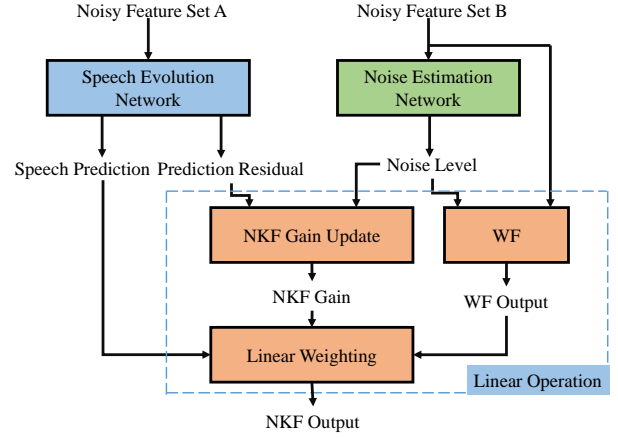 Noisy Feature Set A
Noisy Feature Set B
Speech Evolution
Network
Noise Estimation
Network
Speech Prediction
Prediction Residual
Noise Level
NKF Gain Update
WF
NKF Gain
WF Output
Linear Weighting
Linear Operation
NKF Output